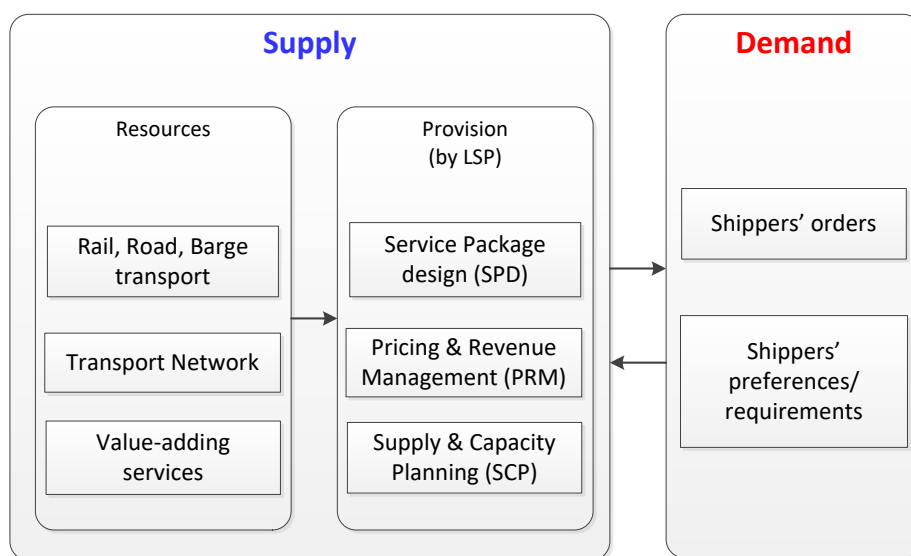 Supply
Resources
Rail, Road, Barge
transport
Transport Network
Value-adding
services
Provision
(by LSP)
Service Package
design (SPD)
Pricing & Revenue
Management (PRM)
Supply & Capacity
Planning (SCP)
Demand
Shippers’ orders
Shippers’
preferences/
requirements